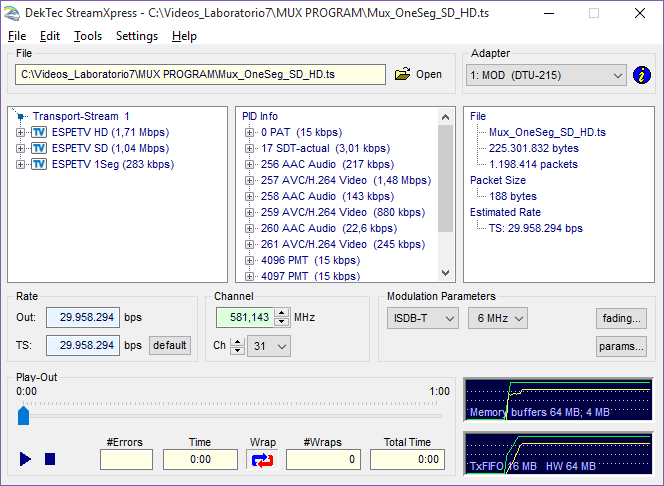 DekTec StreamXpress - C:\Videos_Laboratorio7\MUX PROGRAM\Mux_OneSeg_SD_HD.ts
File Edit Tools Settings Help
File
C:\Videos_Laboratorio7\MUX PROGRAM\Mux_OneSeg_SD_HD.ts
Open
Adapter
1: MOD (DTU-215)
Transport-Stream 1
TV ESPETV HD (1,71 Mbps)
TV ESPETV SD (1,04 Mbps)
TV ESPETV 1Seg (283 kbps)
PID Info
0 PAT (15 kbps)
17 SDT-actual (3,01 kbps)
256 AAC Audio (217 kbps)
257 AVC/H.264 Video (1,48 Mbps)
258 AAC Audio (143 kbps)
259 AVC/H.264 Video (880 kbps)
260 AAC Audio (22,6 kbps)
261 AVC/H.264 Video (245 kbps)
4096 PMT (15 kbps)
4097 PMT (15 kbps)
File
Mux_OneSeg_SD_HD.ts
225.301.832 bytes
1.198.414 packets
Packet Size
188 bytes
Estimated Rate
TS: 29.958.294 bps
Rate
Out: 29.958.294 bps
TS: 29.958.294 bps default
Channel
581,143 MHz
Ch 31
Modulation Parameters
ISDB-T 6 MHz fading...
params...
Play-Out
0:00 1:00
#Errors Time Wrap #Wraps Total Time
0:00 0 0:00
Memory buffers 64 MB; 4 MB
TxFIFO 16 MB HW 64 MB